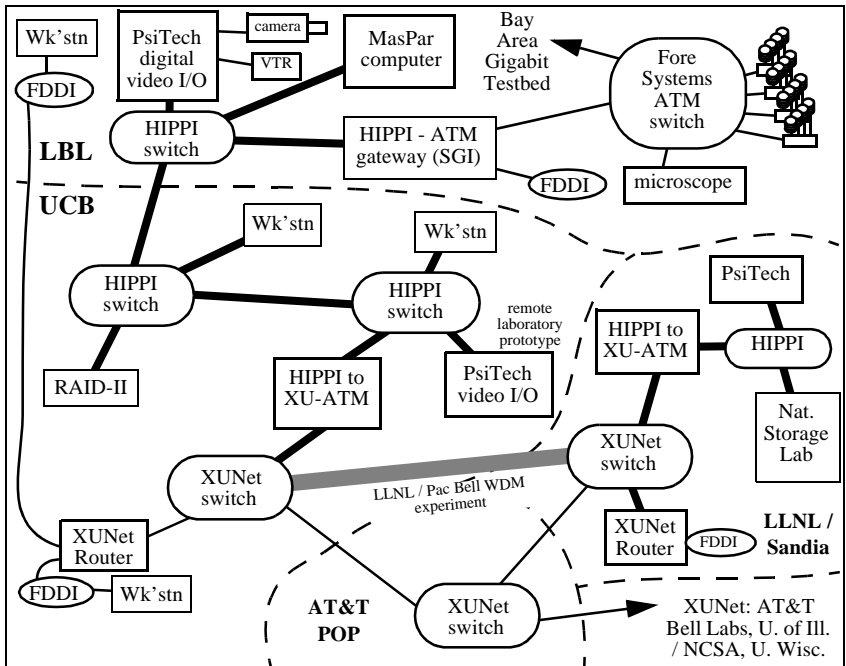 Wk'stn
FDDI
PsiTech
digital
video I/O
camera
VTR
MasPar
computer
Bay
Area
Gigabit
Testbed
Fore
Systems
ATM
switch
HIPPI
switch
HIPPI - ATM
gateway (SGI)
FDDI
microscope
LBL
UCB
Wk'stn
Wk'stn
HIPPI
switch
HIPPI
switch
remote
laboratory
prototype
RAID-II
HIPPI to
XU-ATM
PsiTech
video I/O
PsiTech
HIPPI to
XU-ATM
HIPPI
Nat.
Storage
Lab
XUNet
switch
XUNet
switch
LLNL / Pac Bell WDM
experiment
XUNet
Router
FDDI
Wk'stn
XUNet
Router
FDDI
LLNL /
Sandia
AT&T
POP
XUNet
switch
XUNet: AT&T
Bell Labs, U. of Ill.
/ NCSA, U. Wisc.